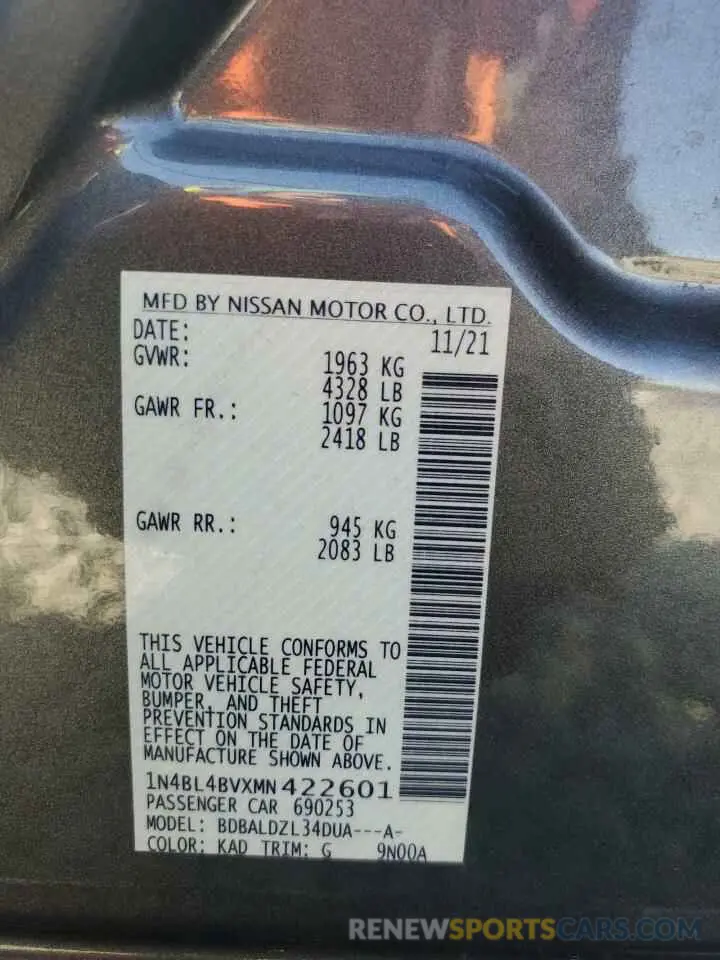 MFD BY NISSAN MOTOR CO., LTD.
DATE: 11/21
GVWR: 1963 KG
4328 LB
GAWR FR.: 1097 KG
2418 LB
GAWR RR.: 945 KG
2083 LB
THIS VEHICLE CONFORMS TO
ALL APPLICABLE FEDERAL
MOTOR VEHICLE SAFETY,
BUMPER, AND THEFT
PREVENTION STANDARDS IN
EFFECT ON THE DATE OF
MANUFACTURE SHOWN ABOVE.
1N4BL4BVXMN422601
PASSENGER CAR 690253
MODEL: BDBALDZL34DUA---A-
COLOR: KAD TRIM: G 9N00A
RENEWSPORTSCARS.COM